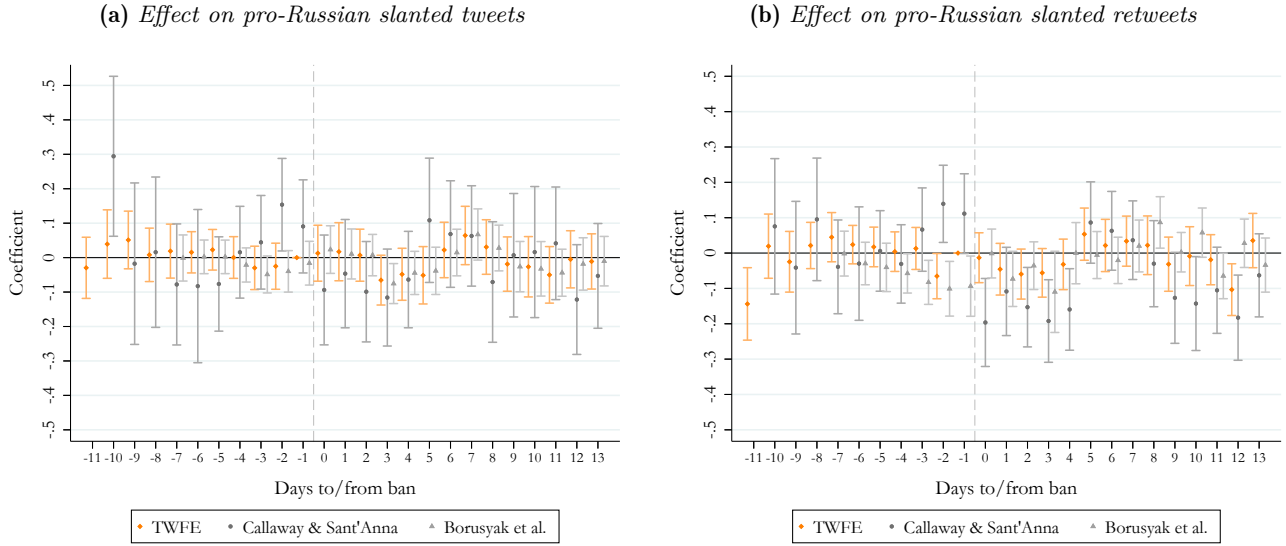 (a) Effect on pro-Russian slanted tweets
.5
.4
.3
.2
.1
0
-.1
-.2
-.3
-.4
-.5
Coefficient
-11 -10 -9 -8 -7 -6 -5 -4 -3 -2 -1 0 1 2 3 4 5 6 7 8 9 10 11 12 13
Days to/from ban
TWFE Callaway & Sant'Anna Borusyak et al.
(b) Effect on pro-Russian slanted retweets
.5
.4
.3
.2
.1
0
-.1
-.2
-.3
-.4
-.5
Coefficient
-11 -10 -9 -8 -7 -6 -5 -4 -3 -2 -1 0 1 2 3 4 5 6 7 8 9 10 11 12 13
Days to/from ban
TWFE Callaway & Sant'Anna Borusyak et al.